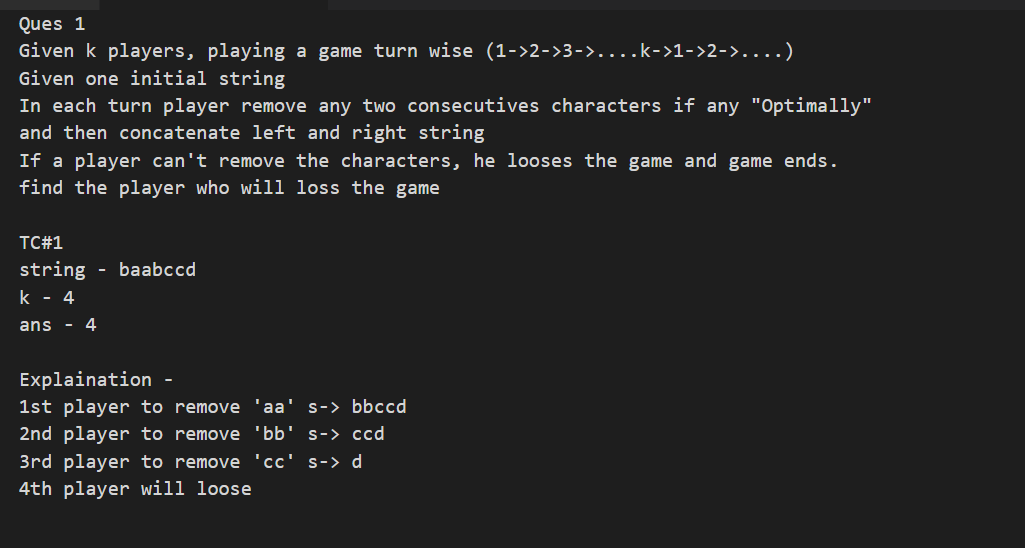 Ques 1
Given k players, playing a game turn wise (1->2->3->....k->1->2->....)
Given one initial string
In each turn player remove any two consecutives characters if any "Optimally"
and then concatenate left and right string
If a player can't remove the characters, he looses the game and game ends.
find the player who will loss the game
TC#1
string - baabccd
k - 4
ans - 4
Explaination -
1st player to remove 'aa' s-> bbccd
2nd player to remove 'bb' s-> ccd
3rd player to remove 'cc' s-> d
4th player will loose